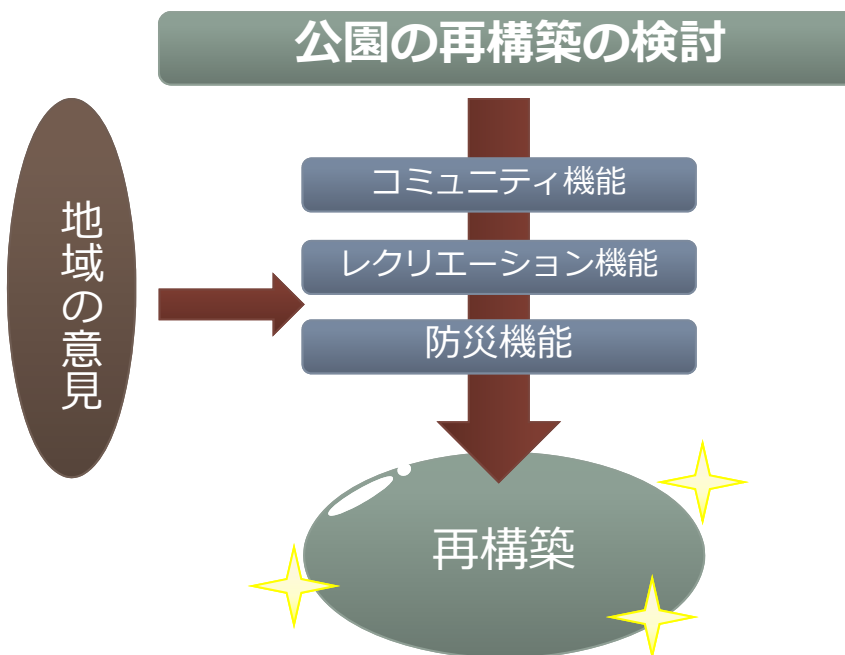 公園の再構築の検討
地域の意見
コミュニティ機能
レクリエーション機能
防災機能
再構築